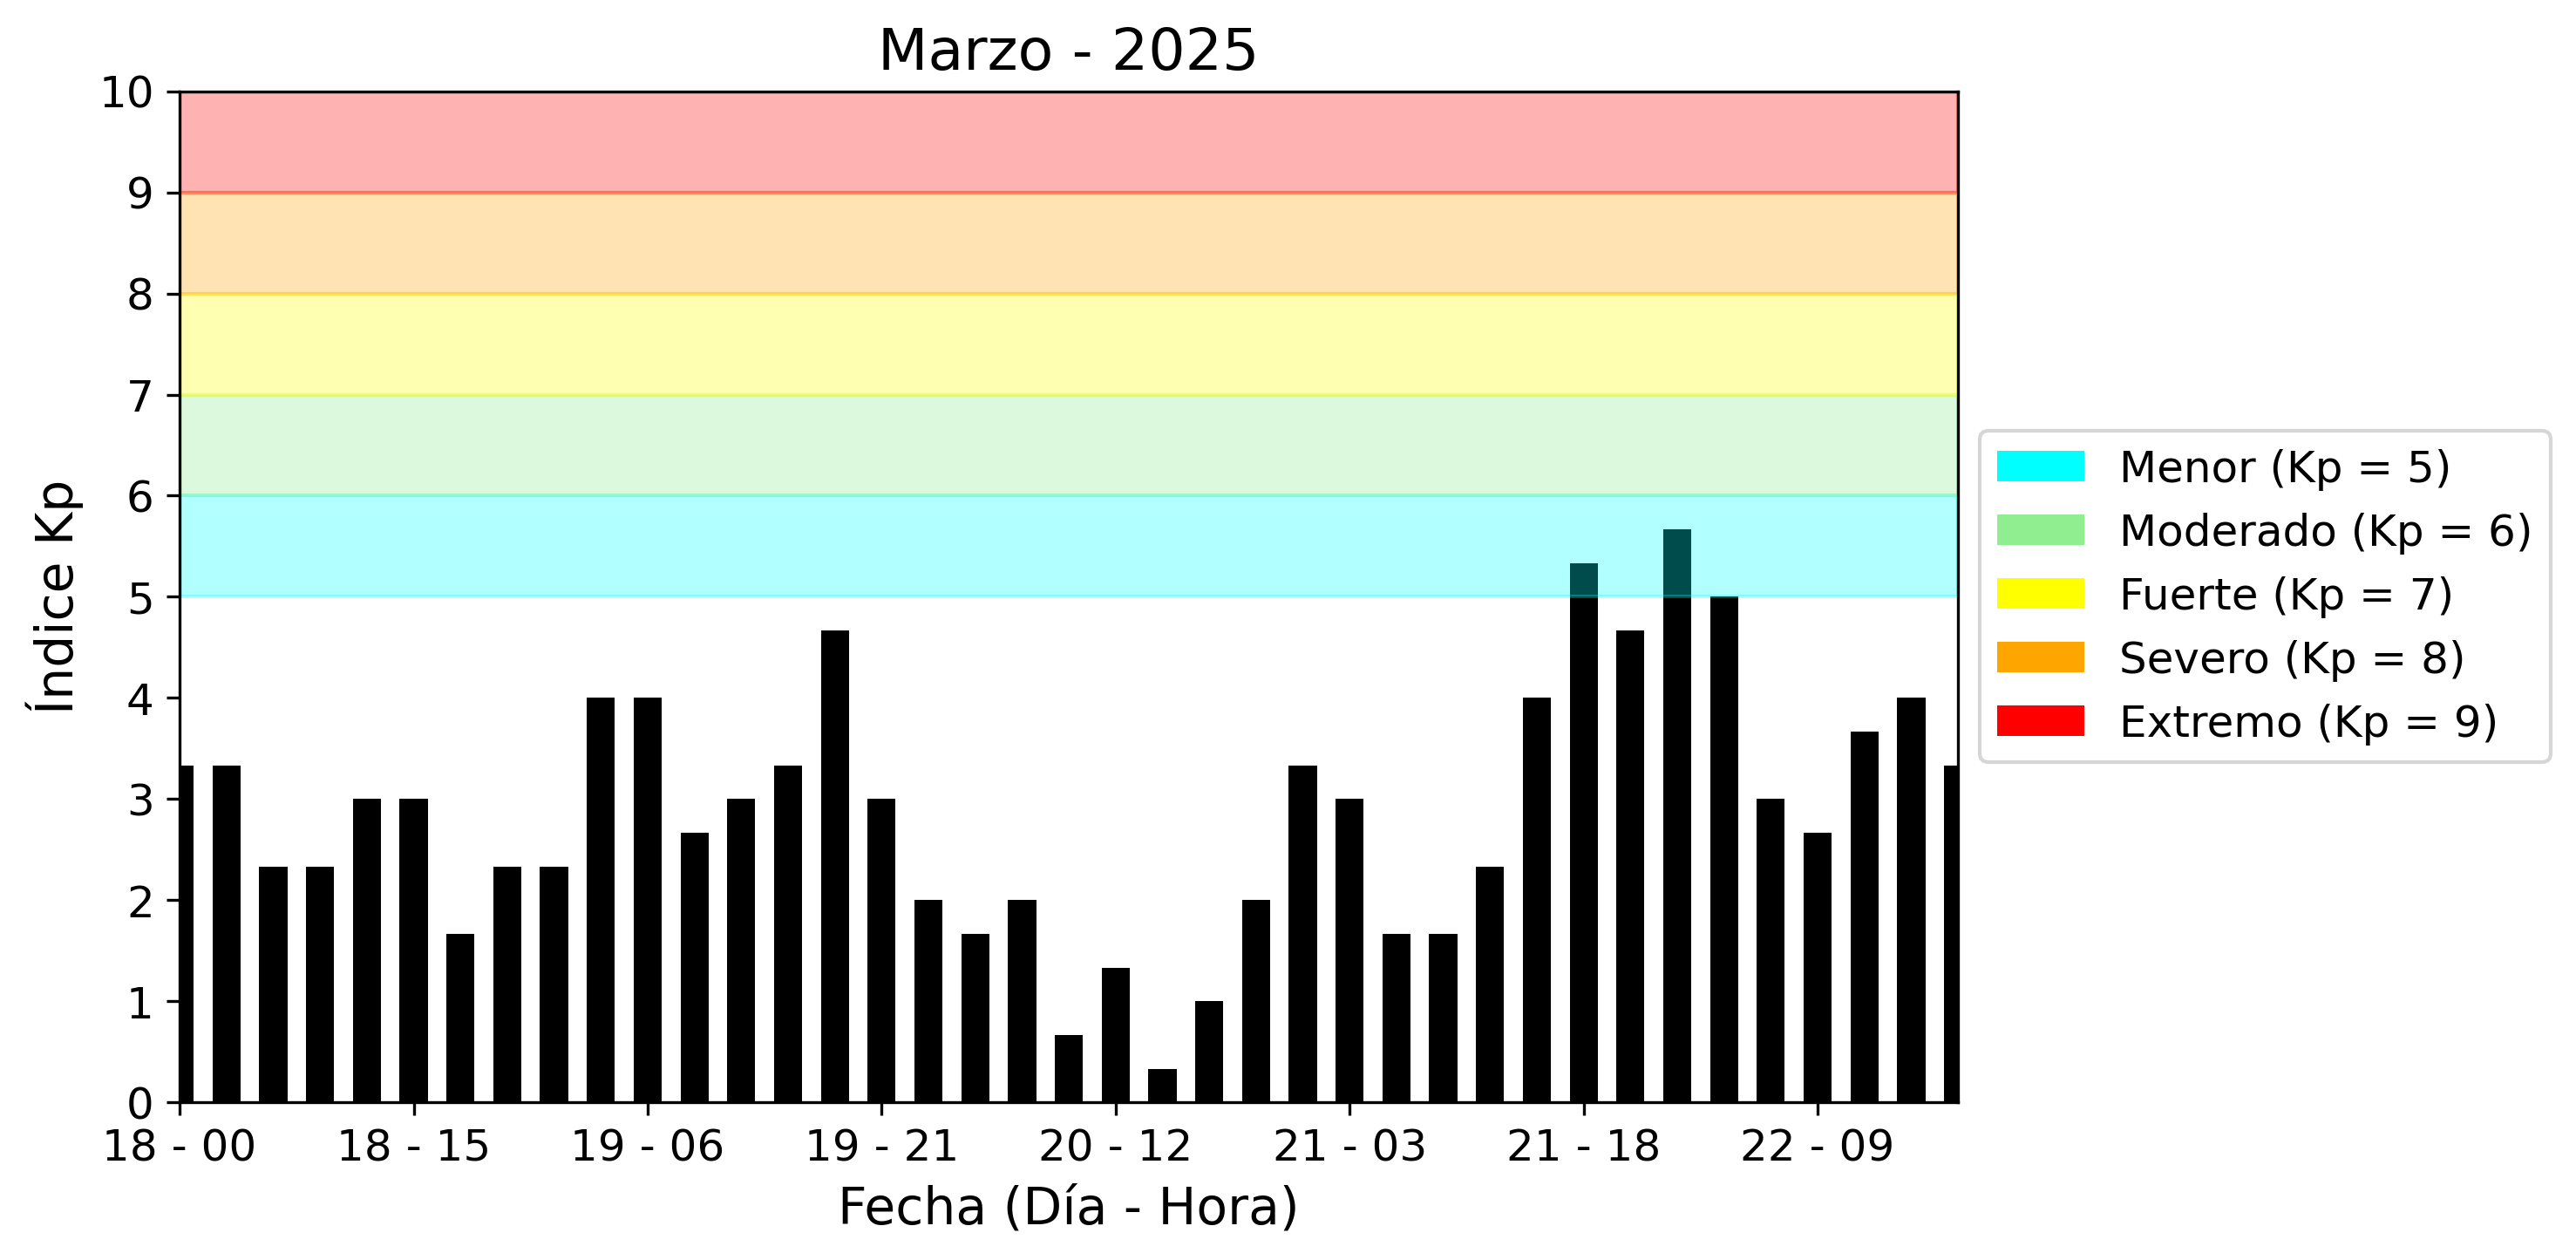 Marzo - 2025
Índice Kp
10
9
8
7
6
5
4
3
2
1
0
18 - 00
18 - 15
19 - 06
19 - 21
20 - 12
21 - 03
21 - 18
22 - 09
Fecha (Día - Hora)
Menor (Kp = 5)
Moderado (Kp = 6)
Fuerte (Kp = 7)
Severo (Kp = 8)
Extremo (Kp = 9)